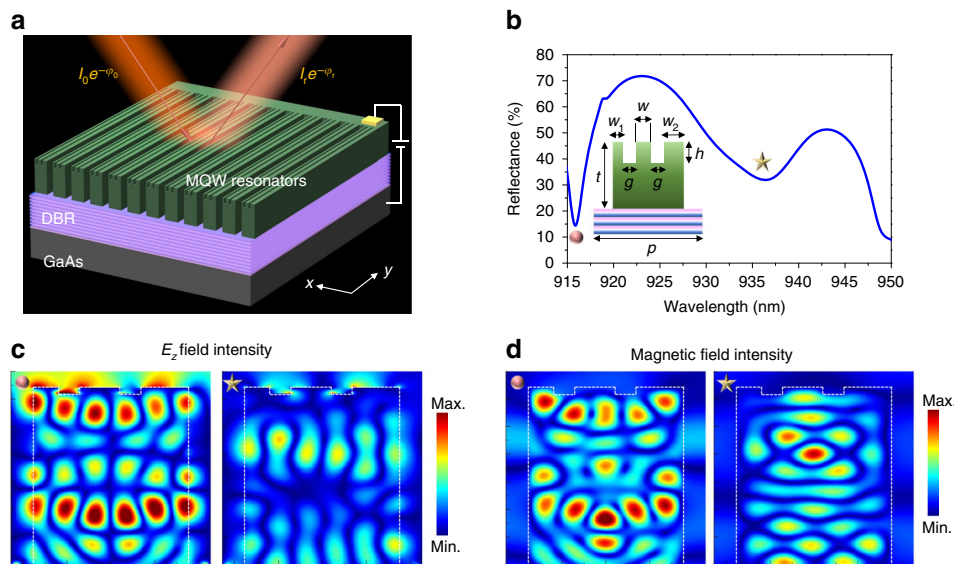 a
I₀e⁻ᵠ⁰
Iᵣe⁻ᵠʳ
MQW resonators
DBR
GaAs
x
y
b
Reflectance (%)
80
70
60
50
40
30
20
10
0
w
w₁
w₂
h
t
g
g
p
915 920 925 930 935 940 945 950
Wavelength (nm)
c
E_z field intensity
Max.
Min.
d
Magnetic field intensity
Max.
Min.